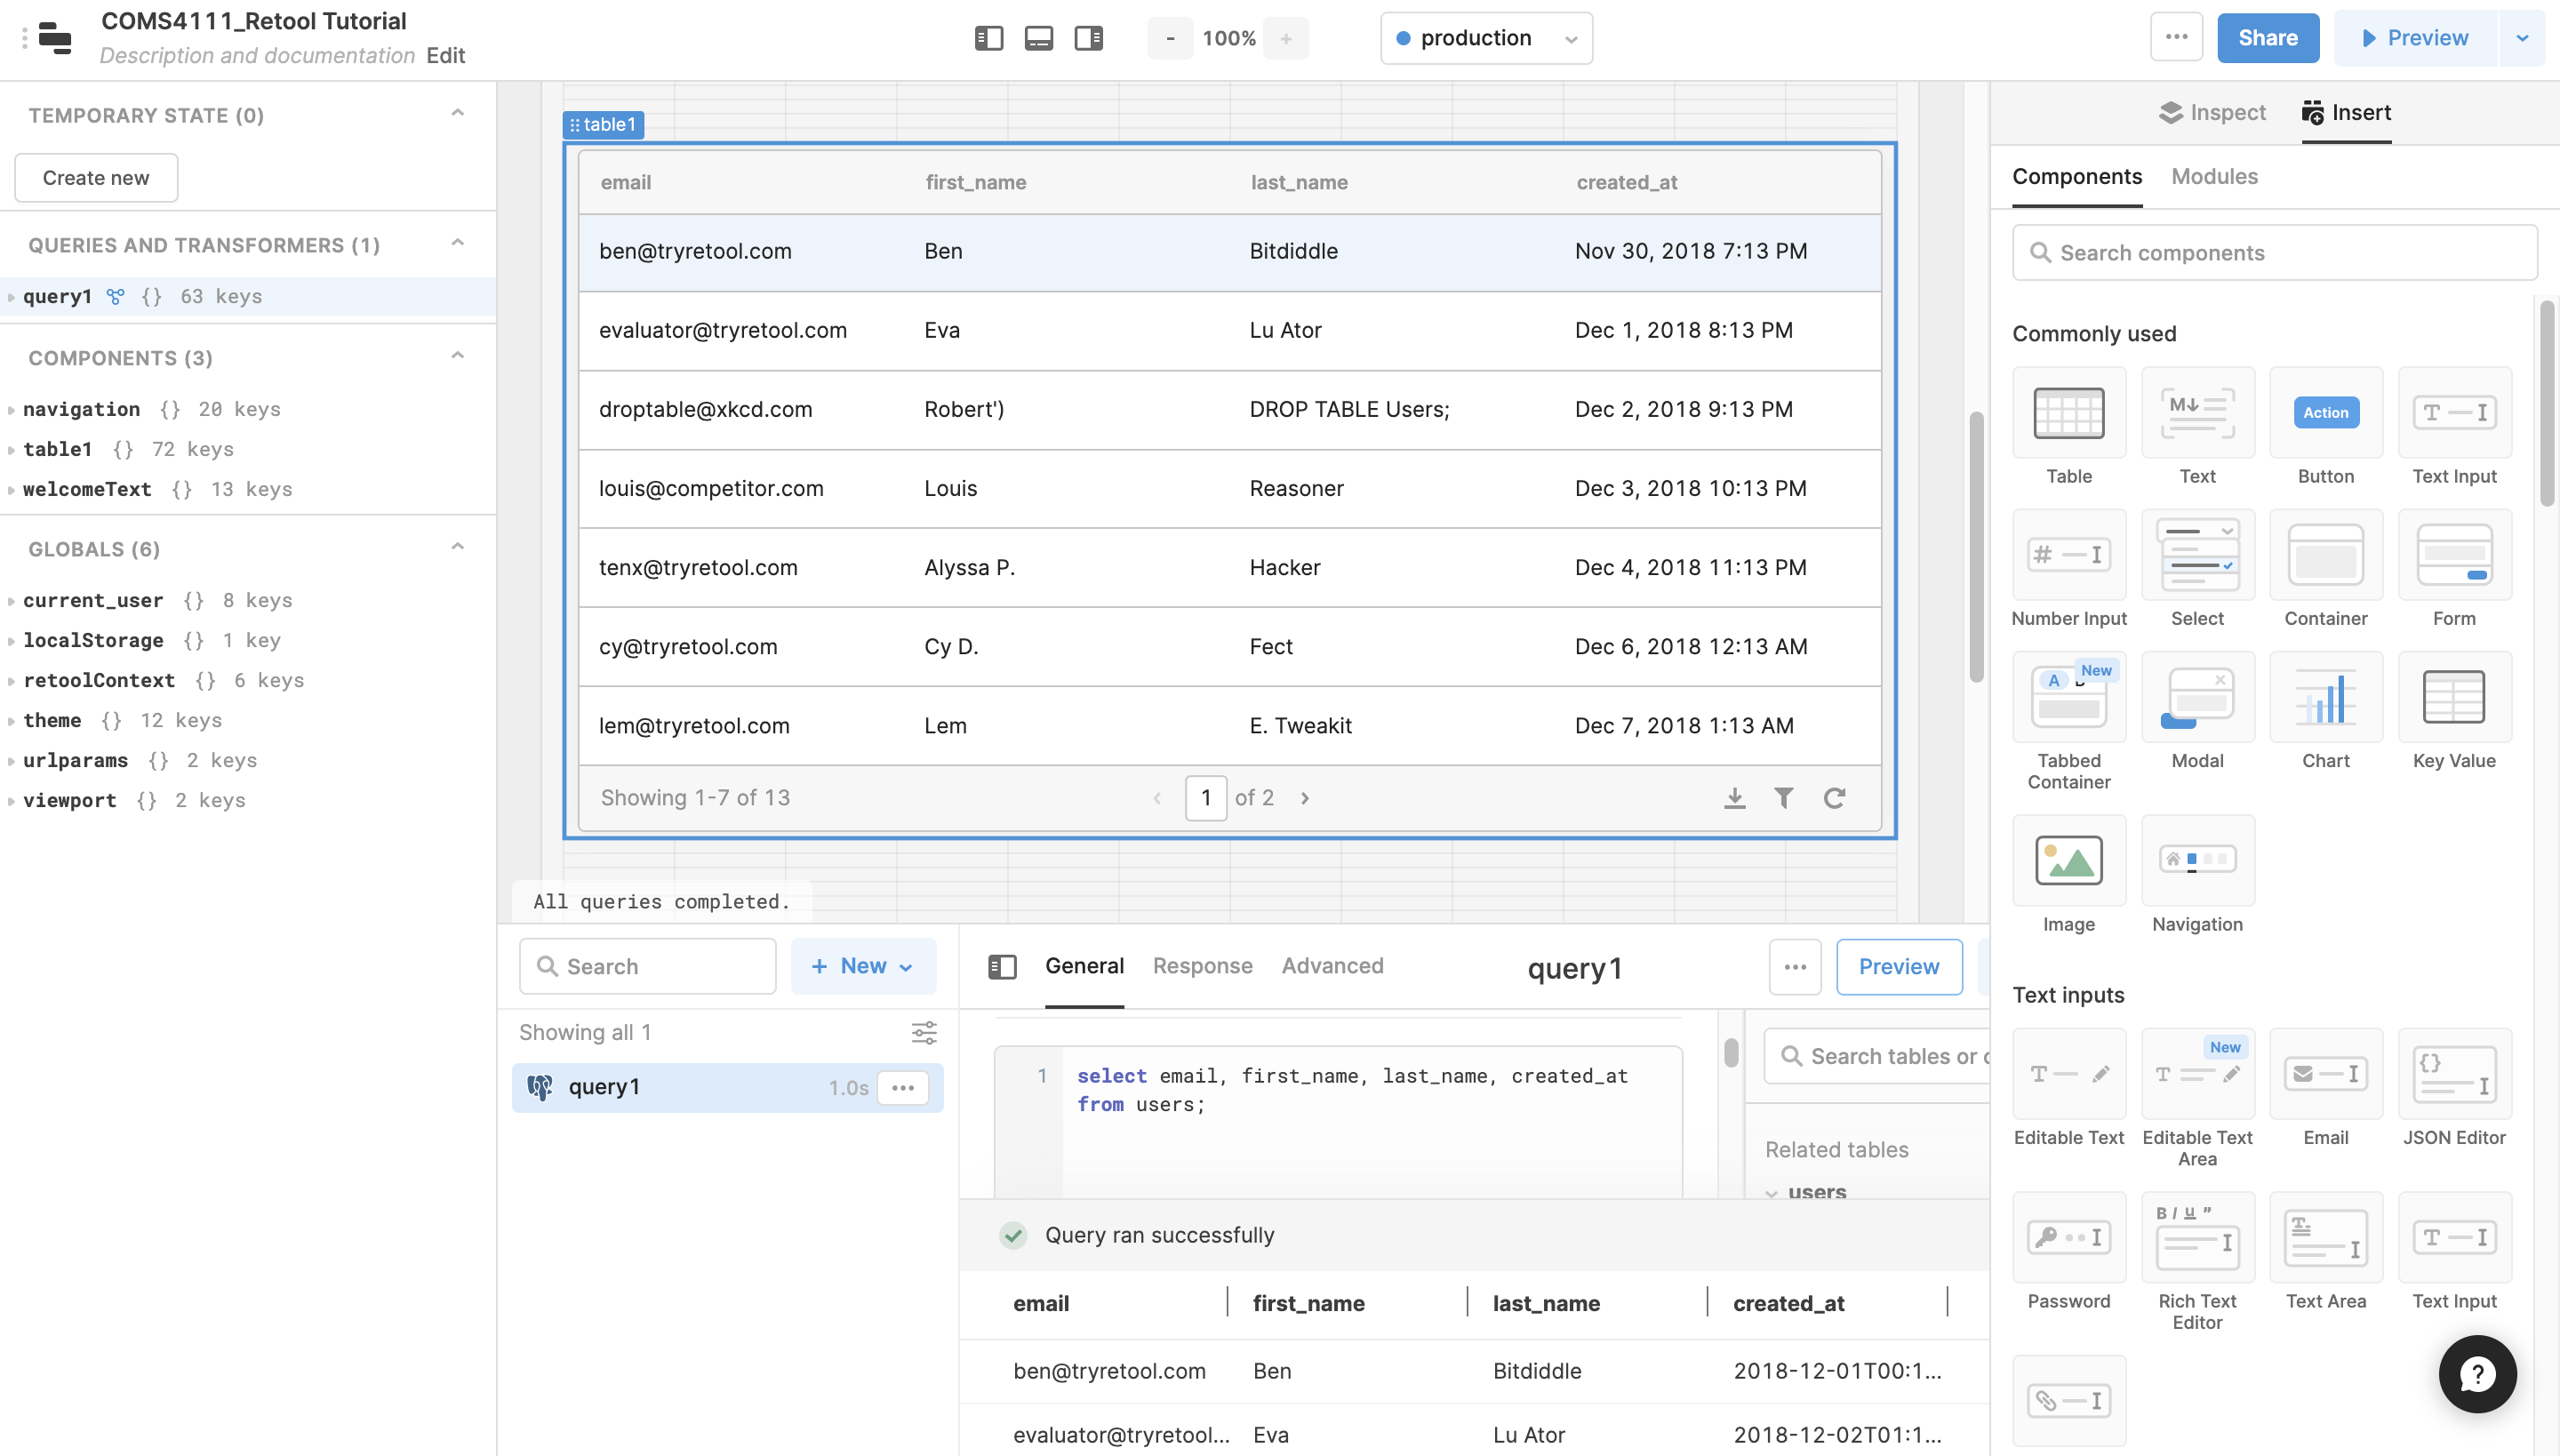 COMS4111_Retool Tutorial
Description and documentation Edit
- 100% +
production
Share
Preview
TEMPORARY STATE (0)
Create new
QUERIES AND TRANSFORMERS (1)
query1 {} 63 keys
COMPONENTS (3)
navigation {} 20 keys
table1 {} 72 keys
welcomeText {} 13 keys
GLOBALS (6)
current_user {} 8 keys
localStorage {} 1 key
retoolContext {} 6 keys
theme {} 12 keys
urlparams {} 2 keys
viewport {} 2 keys
table1
email first_name last_name created_at
ben@tryretool.com Ben Bitdiddle Nov 30, 2018 7:13 PM
evaluator@tryretool.com Eva Lu Ator Dec 1, 2018 8:13 PM
droptable@xkcd.com Robert') DROP TABLE Users; Dec 2, 2018 9:13 PM
louis@competitor.com Louis Reasoner Dec 3, 2018 10:13 PM
tenx@tryretool.com Alyssa P. Hacker Dec 4, 2018 11:13 PM
cy@tryretool.com Cy D. Fect Dec 6, 2018 12:13 AM
lem@tryretool.com Lem E. Tweakit Dec 7, 2018 1:13 AM
Showing 1-7 of 13
1 of 2
All queries completed.
Search
+ New
Showing all 1
query1 1.0s
General Response Advanced
query1
Preview
1 select email, first_name, last_name, created_at
from users;
Search tables or c
Related tables
users
Query ran successfully
email first_name last_name created_at
ben@tryretool.com Ben Bitdiddle 2018-12-01T00:1...
evaluator@tryretool... Eva Lu Ator 2018-12-02T01:1...
Inspect Insert
Components Modules
Search components
Commonly used
M
Action
T I
Table Text Button Text Input
# I
Number Input Select Container Form
A New
Tabbed Container Modal Chart Key Value
Image Navigation
Text inputs
T
New
T
I
{} I
Editable Text Editable Text Area Email JSON Editor
I
B I U "
I
T I
T I
Password Rich Text Editor Text Area Text Input
I
?